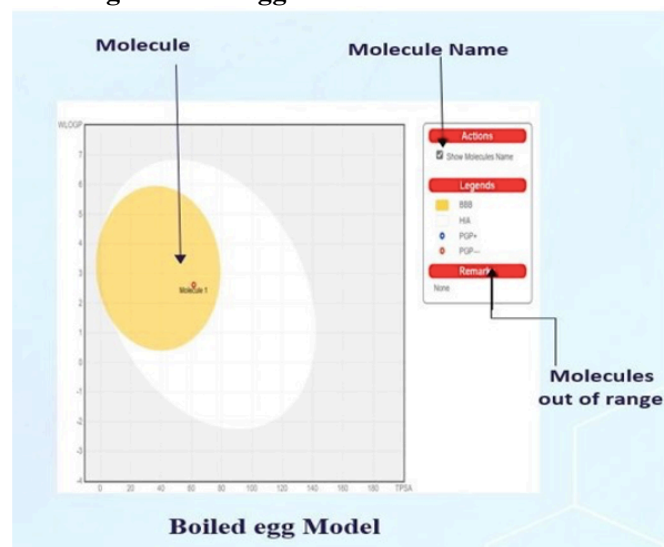 Molecule
Molecule Name
WLOGP
7
6
5
4
3
2
1
0
-1
-2
-3
-4
0 20 40 60 80 100 120 140 160 180 TPSA
Molecule 1
Actions
Show Molecules Name
Legends
BBB
HIA
PGP+
PGP—
Remarks
None
Molecules
out of range
Boiled egg Model